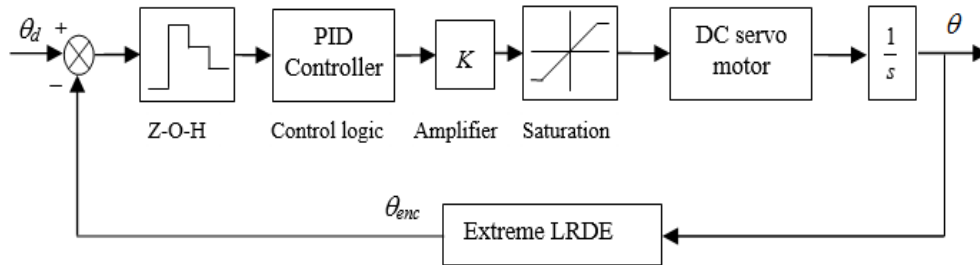 θd
+
−
Z-O-H
PID
Controller
Control logic
K
Amplifier
Saturation
DC servo
motor
1
s
θ
θenc
Extreme LRDE